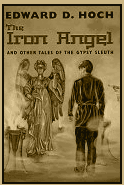 EDWARD D. HOCH
The
Iron Angel
AND OTHER TALES OF THE GYPSY SLEUTH